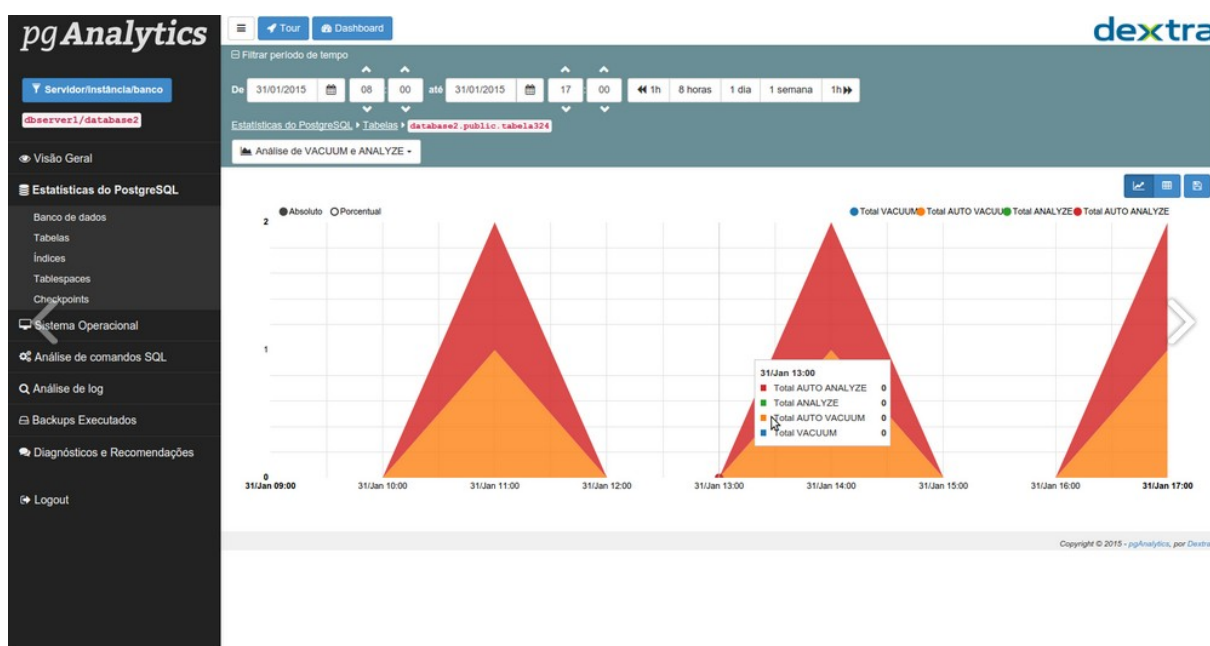 pgAnalytics
Tour Dashboard
dextra
Filtrar período de tempo
Servidor/instância/banco
De 31/01/2015 08 : 00 até 31/01/2015 17 : 00 1h 8 horas 1 dia 1 semana 1h
dbserver1/database2
Estatísticas do PostgreSQL Tabelas database2.public.tabela324
Análise de VACUUM e ANALYZE
Visão Geral
Estatísticas do PostgreSQL
Banco de dados
Tabelas
Índices
Tablespaces
Checkpoints
Sistema Operacional
Análise de comandos SQL
Análise de log
Backups Executados
Diagnósticos e Recomendações
Logout
Absoluto Porcentual
Total VACUUM Total AUTO VACUU Total ANALYZE Total AUTO ANALYZE
2
1
0
31/Jan 13:00
Total AUTO ANALYZE 0
Total ANALYZE 0
Total AUTO VACUUM 0
Total VACUUM 0
31/Jan 09:00 31/Jan 10:00 31/Jan 11:00 31/Jan 12:00 31/Jan 13:00 31/Jan 14:00 31/Jan 15:00 31/Jan 16:00 31/Jan 17:00
Copyright © 2015 - pgAnalytics, por Dextra